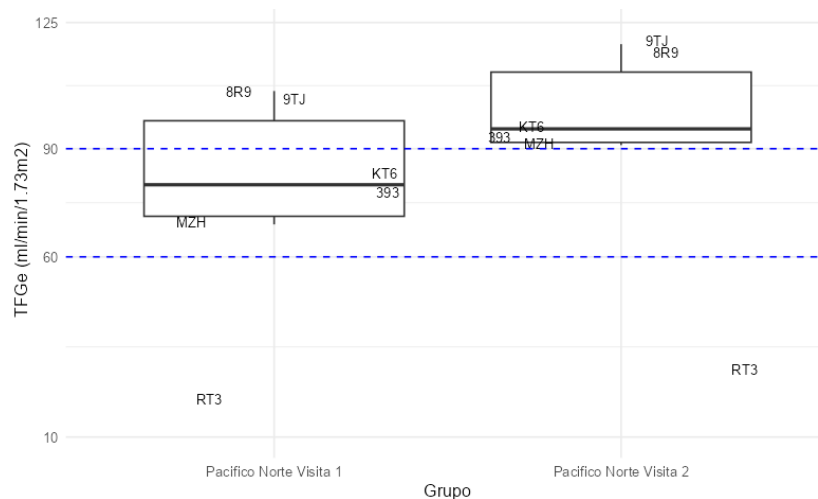 125
9TJ
8R9
8R9
9TJ
KT6
393
90
MZH
KT6
393
MZH
60
TFGe (ml/min/1.73m2)
RT3
RT3
10
Pacifico Norte Visita 1
Pacifico Norte Visita 2
Grupo